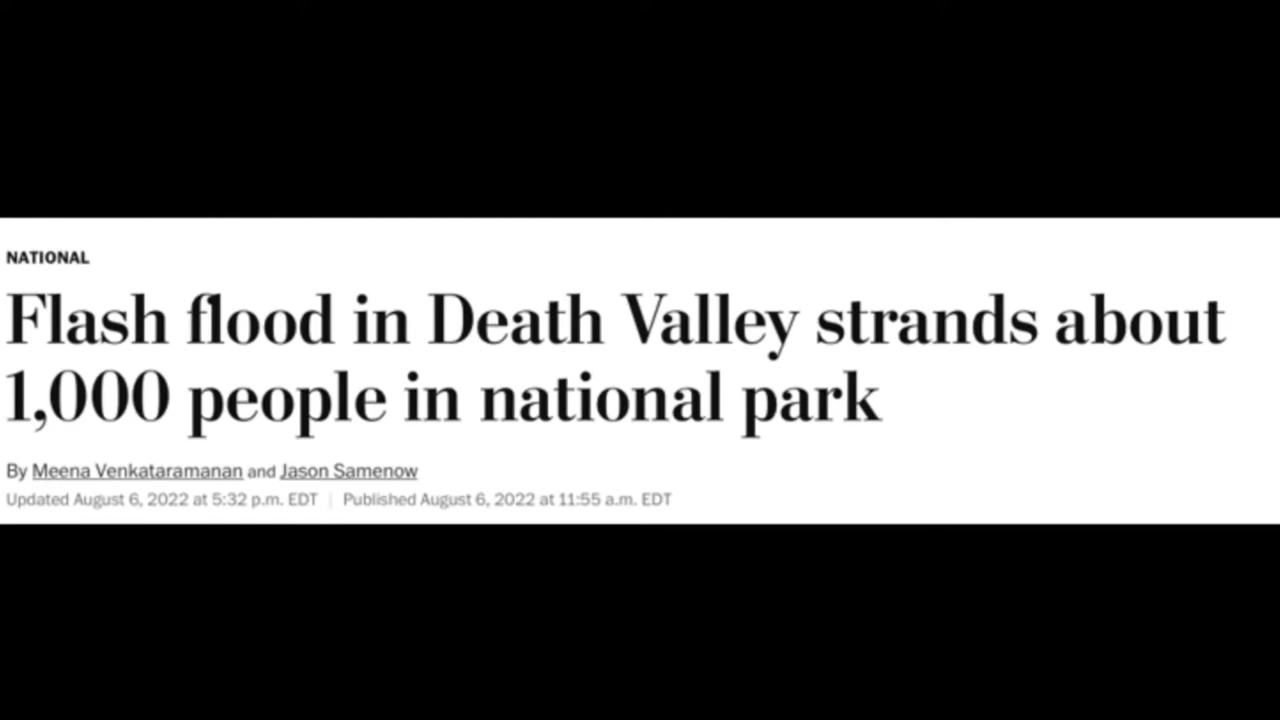 NATIONAL
Flash flood in Death Valley strands about
1,000 people in national park
By Meena Venkataramanan and Jason Samenow
Updated August 6, 2022 at 5:32 p.m. EDT | Published August 6, 2022 at 11:55 a.m. EDT